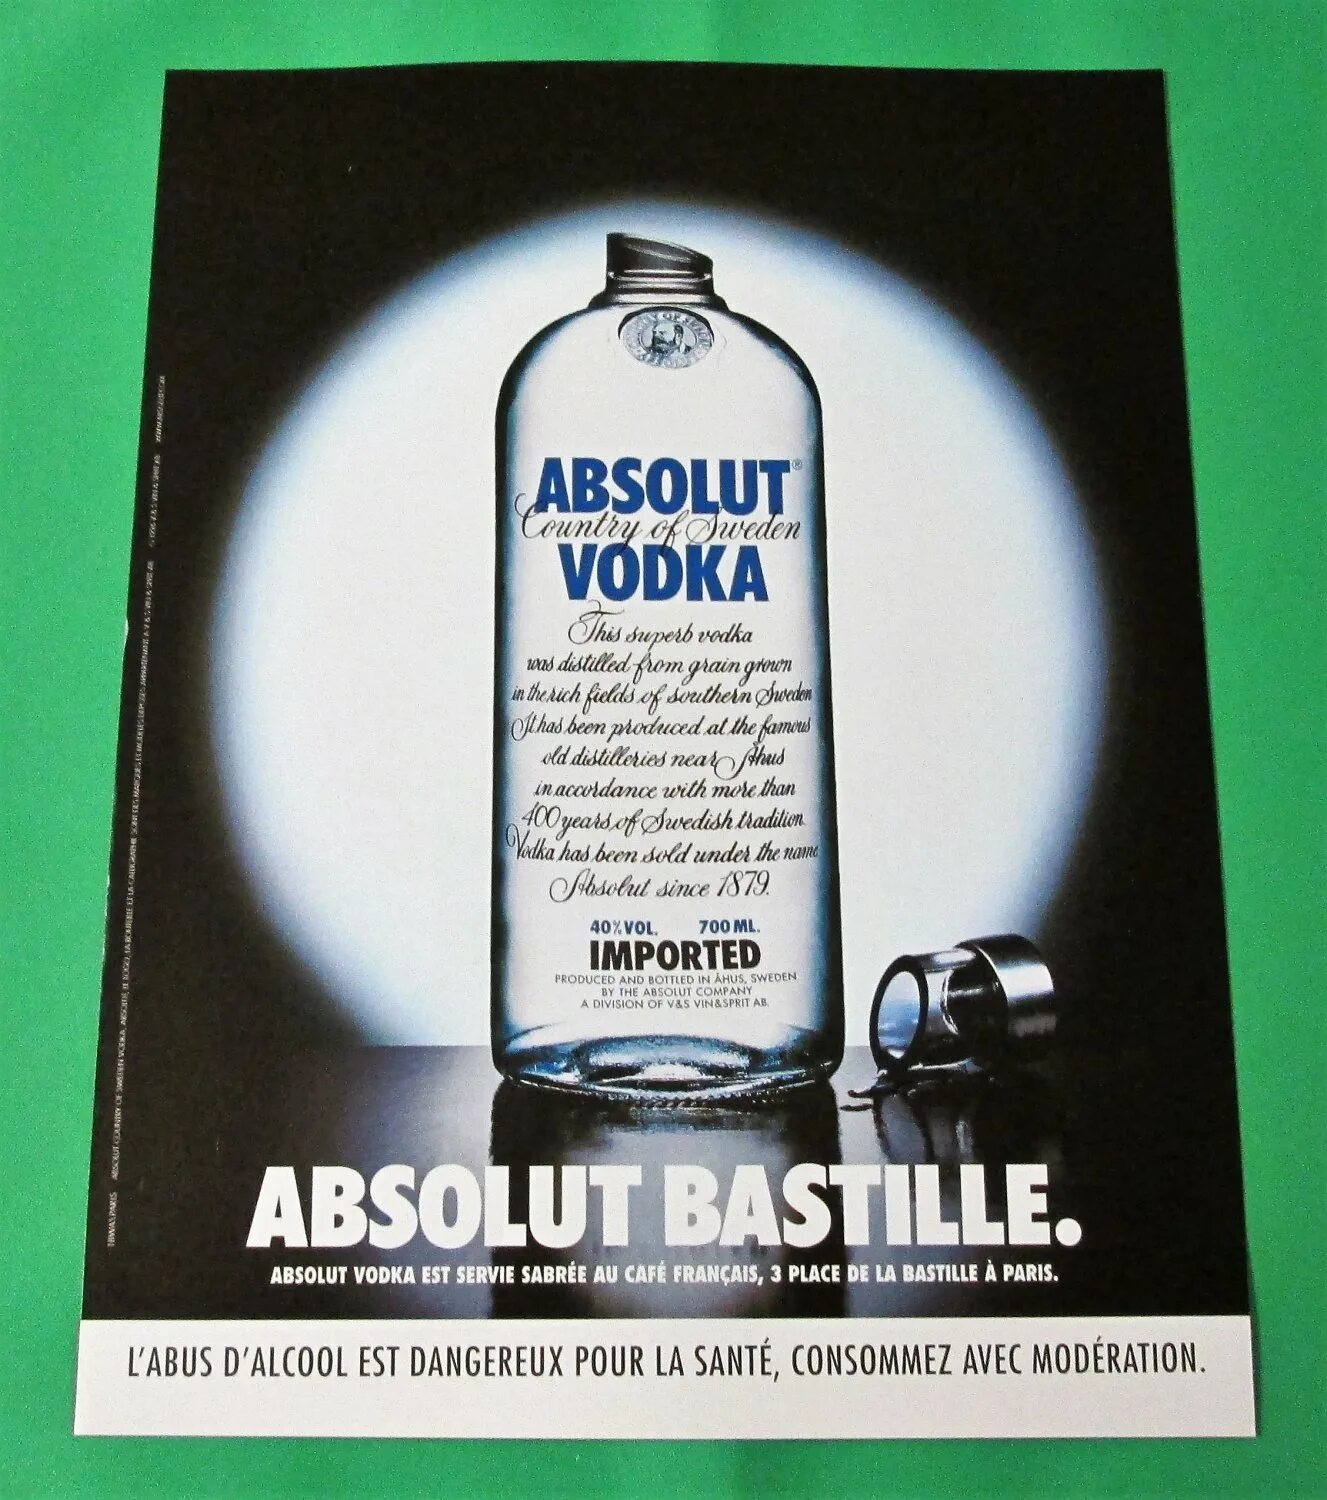 ABSOLUT®
Country of Sweden
VODKA
This superb vodka
was distilled from grain grown
in the rich fields of southern Sweden
It has been produced at the famous
old distilleries near Åhus
in accordance with more than
400 years of Swedish tradition
Vodka has been sold under the name
Absolut since 1879.
40% VOL. 700 ML.
IMPORTED
PRODUCED AND BOTTLED IN ÅHUS, SWEDEN
BY THE ABSOLUT COMPANY
A DIVISION OF V&S VIN&SPRIT AB.
ABSOLUT BASTILLE.
ABSOLUT VODKA EST SERVIE SABRÉE AU CAFÉ FRANÇAIS, 3 PLACE DE LA BASTILLE À PARIS.
L'ABUS D'ALCOOL EST DANGEREUX POUR LA SANTÉ, CONSOMMEZ AVEC MODÉRATION.